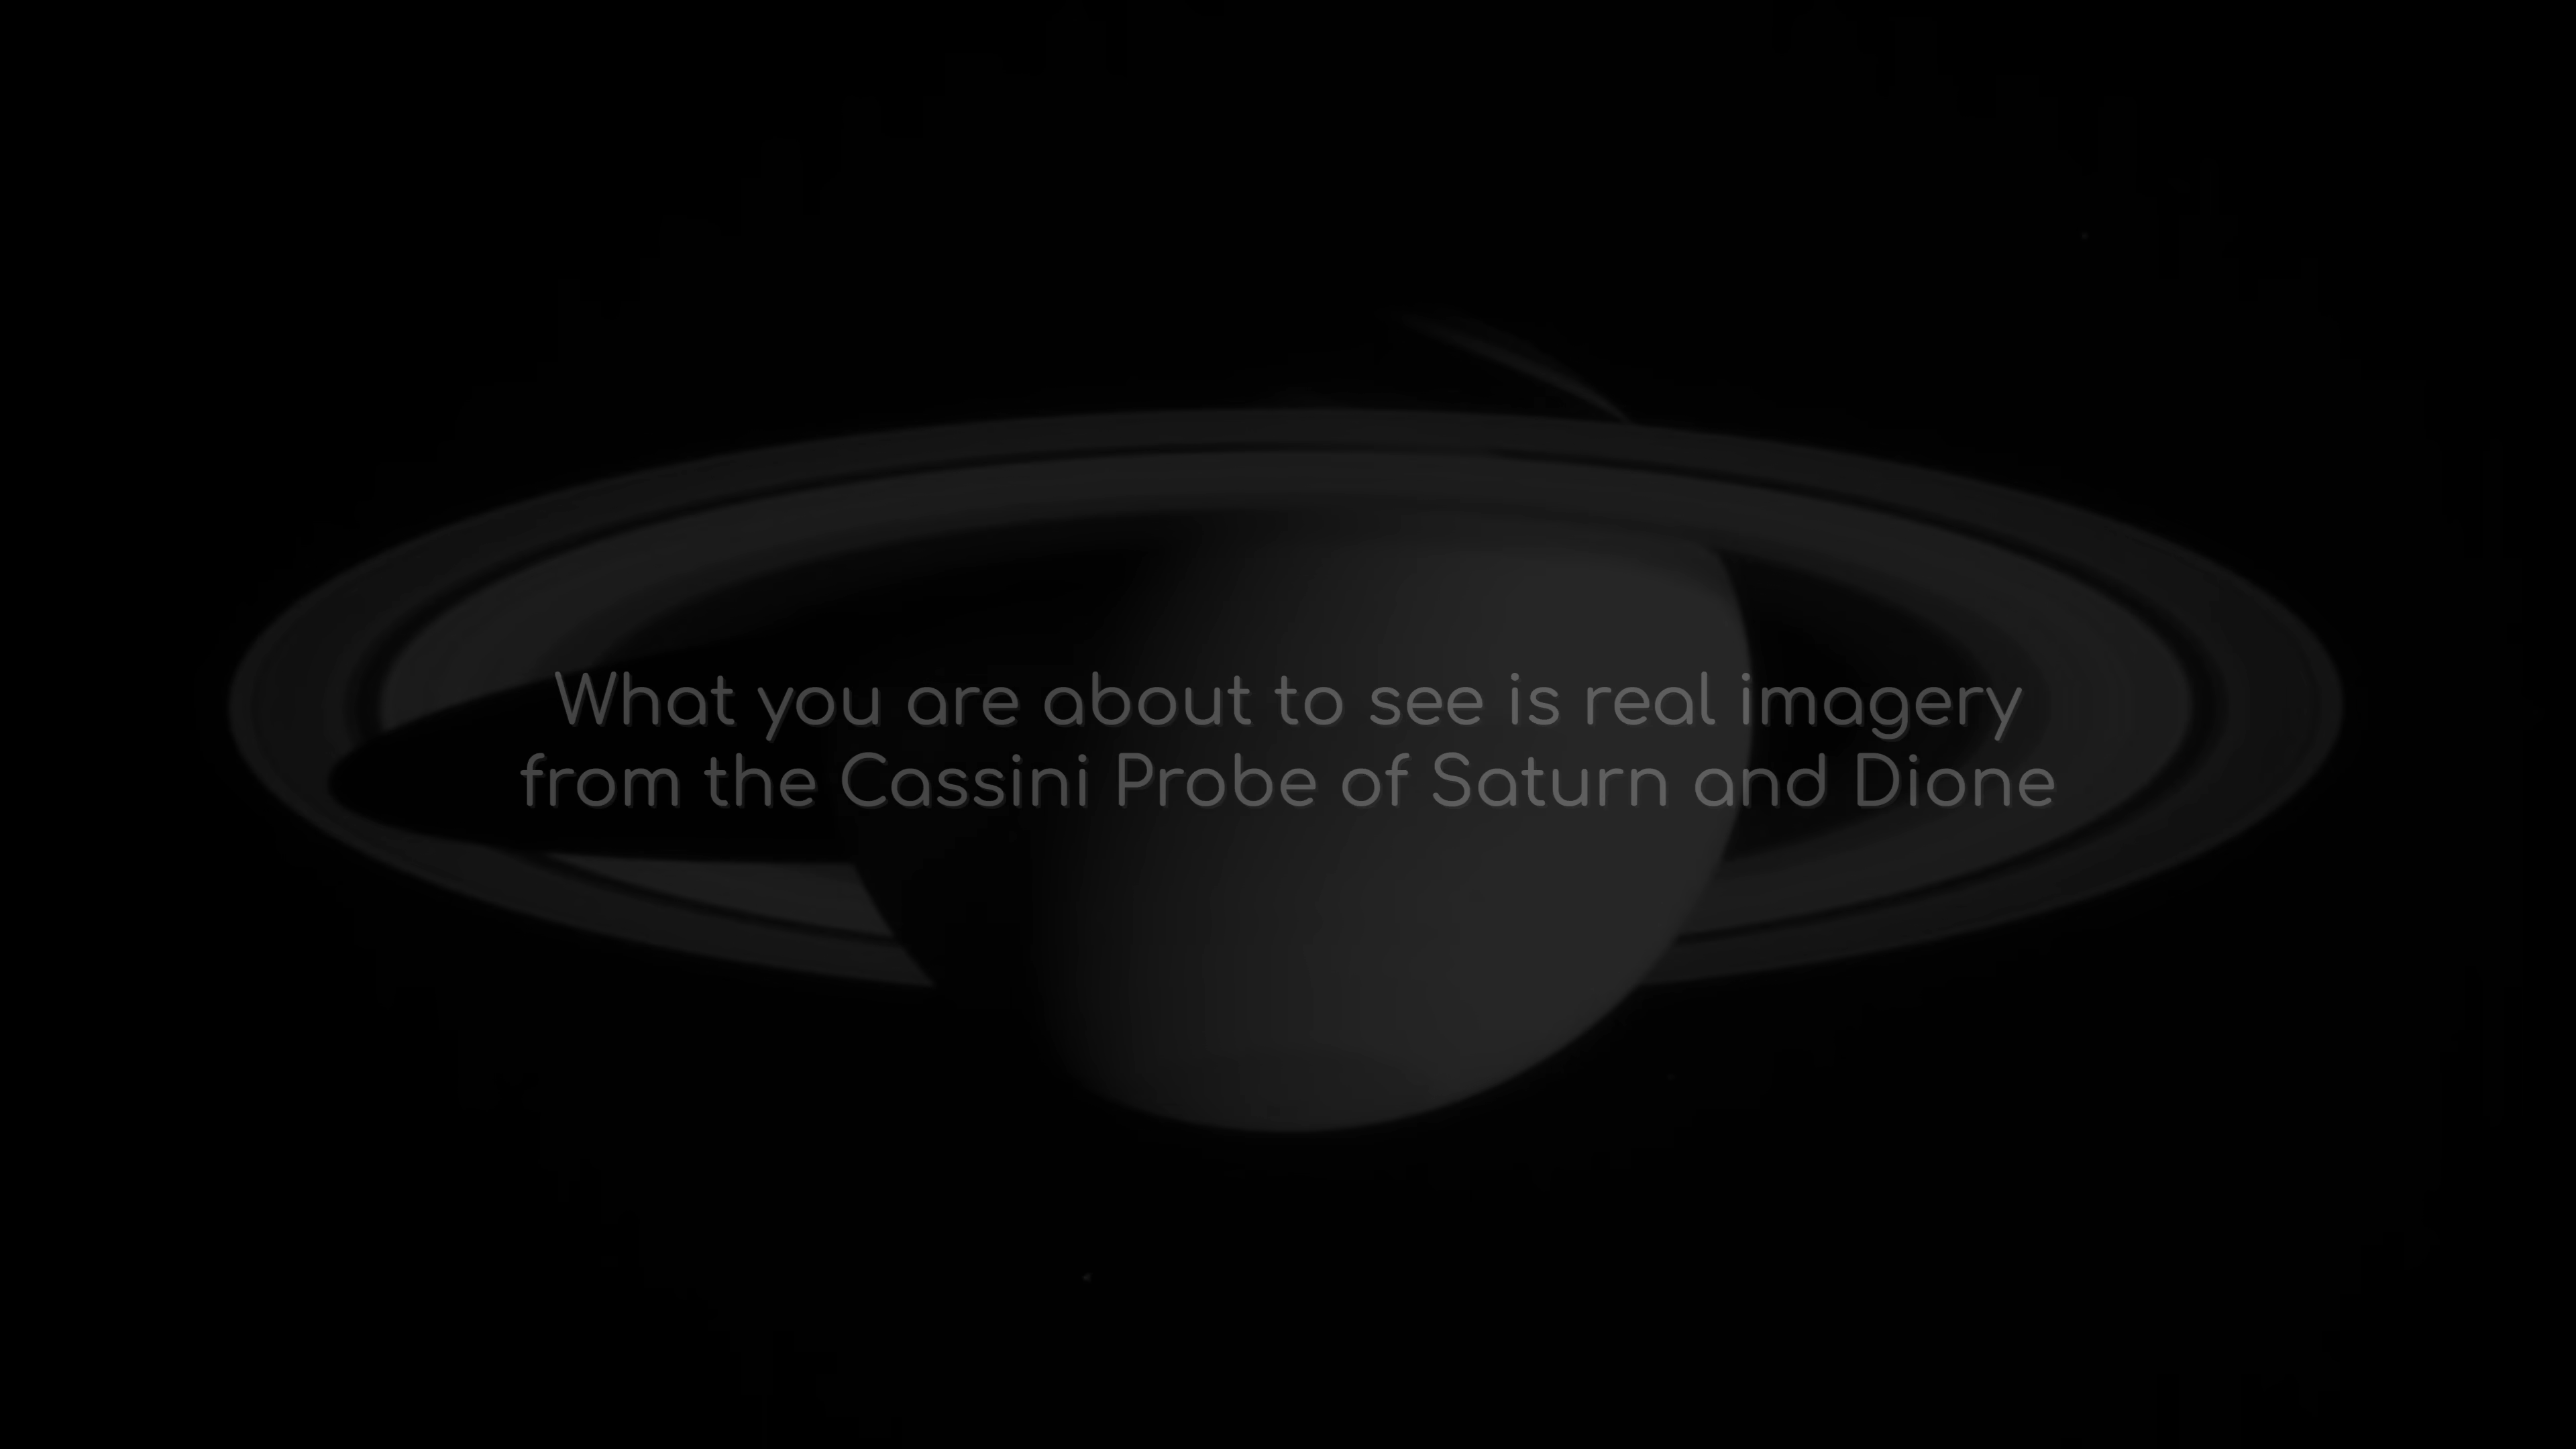 What you are about to see is real imagery
from the Cassini Probe of Saturn and Dione